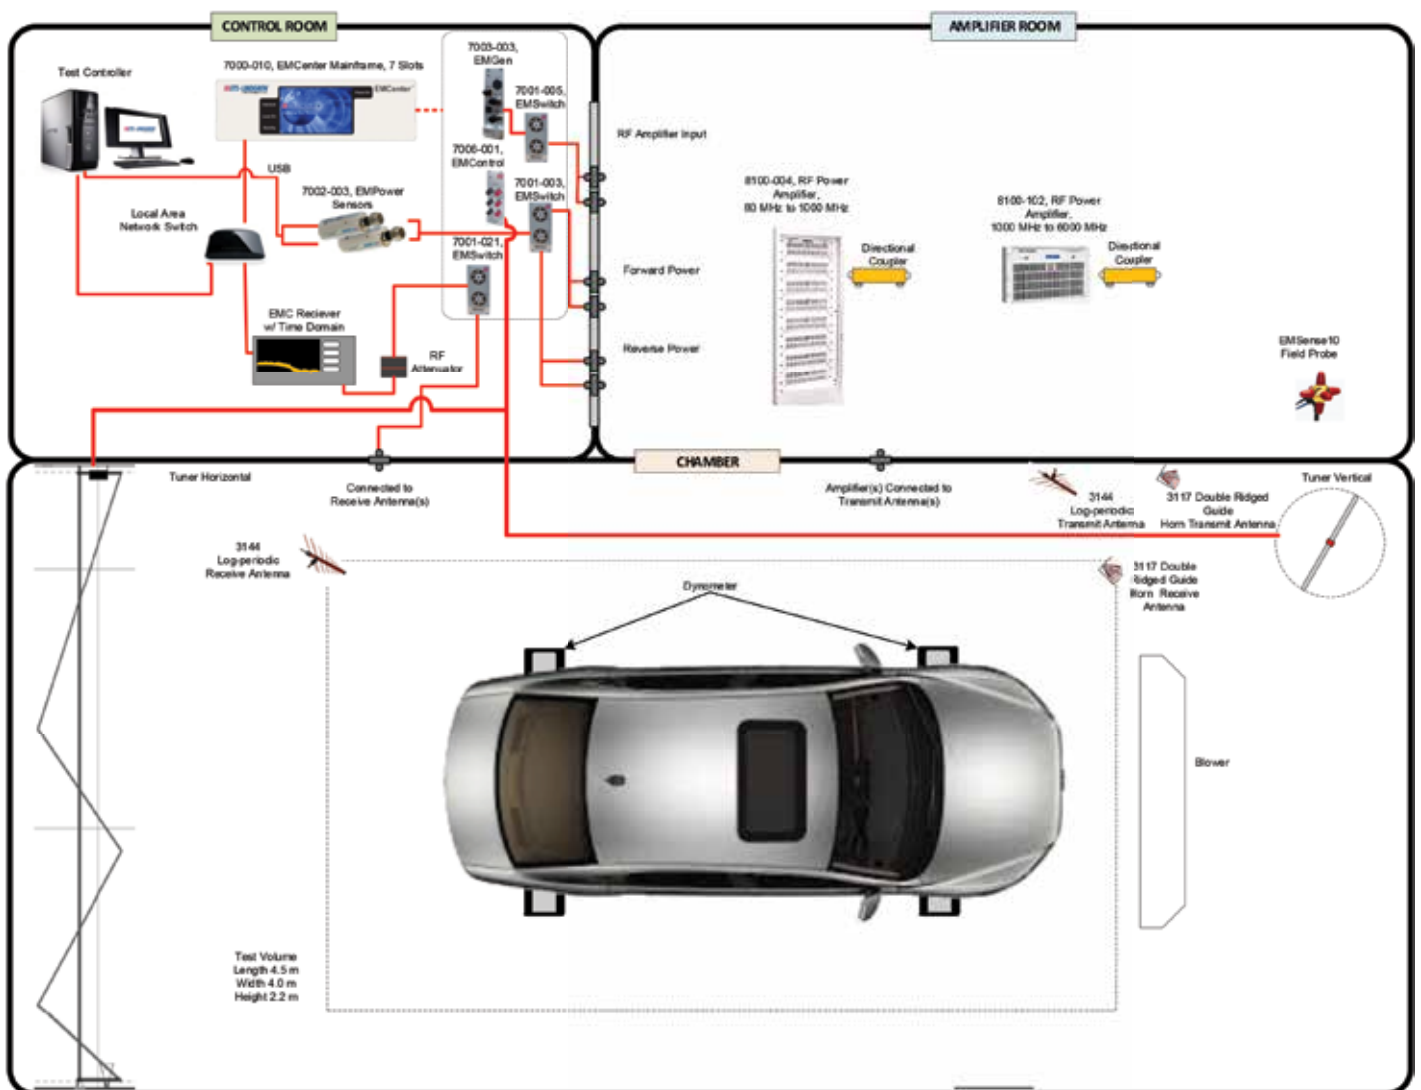 CONTROL ROOM
AMPLIFIER ROOM
Test Controller
7000-010, EMCenter Mainframe, 7 Slots
EMCenter
7003-003,
EMGen
7001-005,
EMSwitch
7006-001,
EMControl
7001-003,
EMSwitch
USB
7002-003, EMPower
Sensors
Local Area
Network Switch
7001-021,
EMSwitch
EMC Reciever
w/ Time Domain
RF
Attenuator
RF Amplifier Input
Forward Power
Reverse Power
8100-004, RF Power
Amplifier,
80 MHz to 1000 MHz
Directional
Coupler
8100-102, RF Power
Amplifier,
1000 MHz to 6000 MHz
Directional
Coupler
EMSense10
Field Probe
CHAMBER
Tuner Horizontal
Connected to
Receive Antenna(s)
Amplifier(s) Connected to
Transmit Antenna(s)
3144
Log-periodic
Transmit Antenna
3117 Double Ridged
Guide
Horn Transmit Antenna
Tuner Vertical
3144
Log-periodic
Receive Antenna
3117 Double
Ridged Guide
Horn Receive
Antenna
Dynometer
Blower
Test Volume
Length 4.5 m
Width 4.0 m
Height 2.2 m